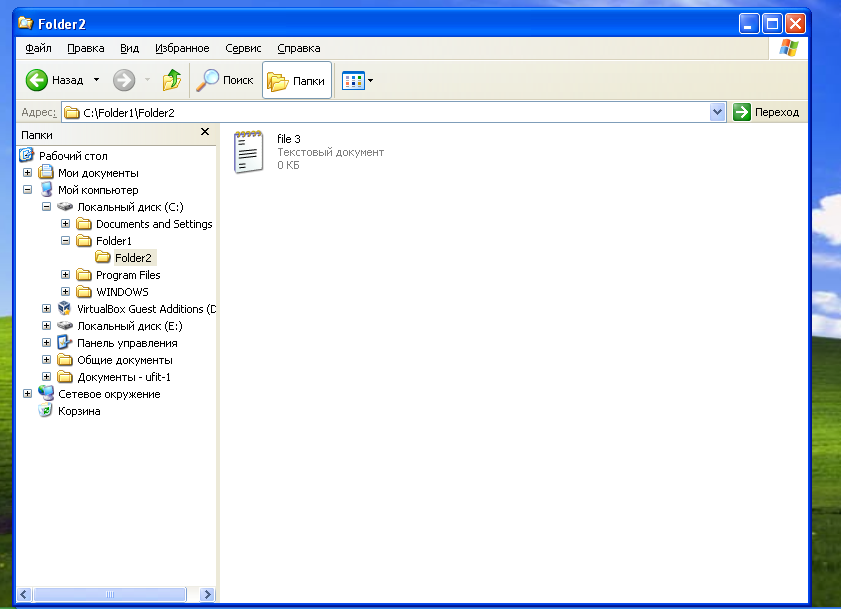 Folder2
Файл Правка Вид Избранное Сервис Справка
Назад Поиск Папки
Адрес: C:\Folder1\Folder2 Переход
Папки
Рабочий стол
Мои документы
Мой компьютер
Локальный диск (C:)
Documents and Settings
Folder1
Folder2
Program Files
WINDOWS
VirtualBox Guest Additions (D
Локальный диск (E:)
Панель управления
Общие документы
Документы - ufit-1
Сетевое окружение
Корзина
file 3
Текстовый документ
0 КБ